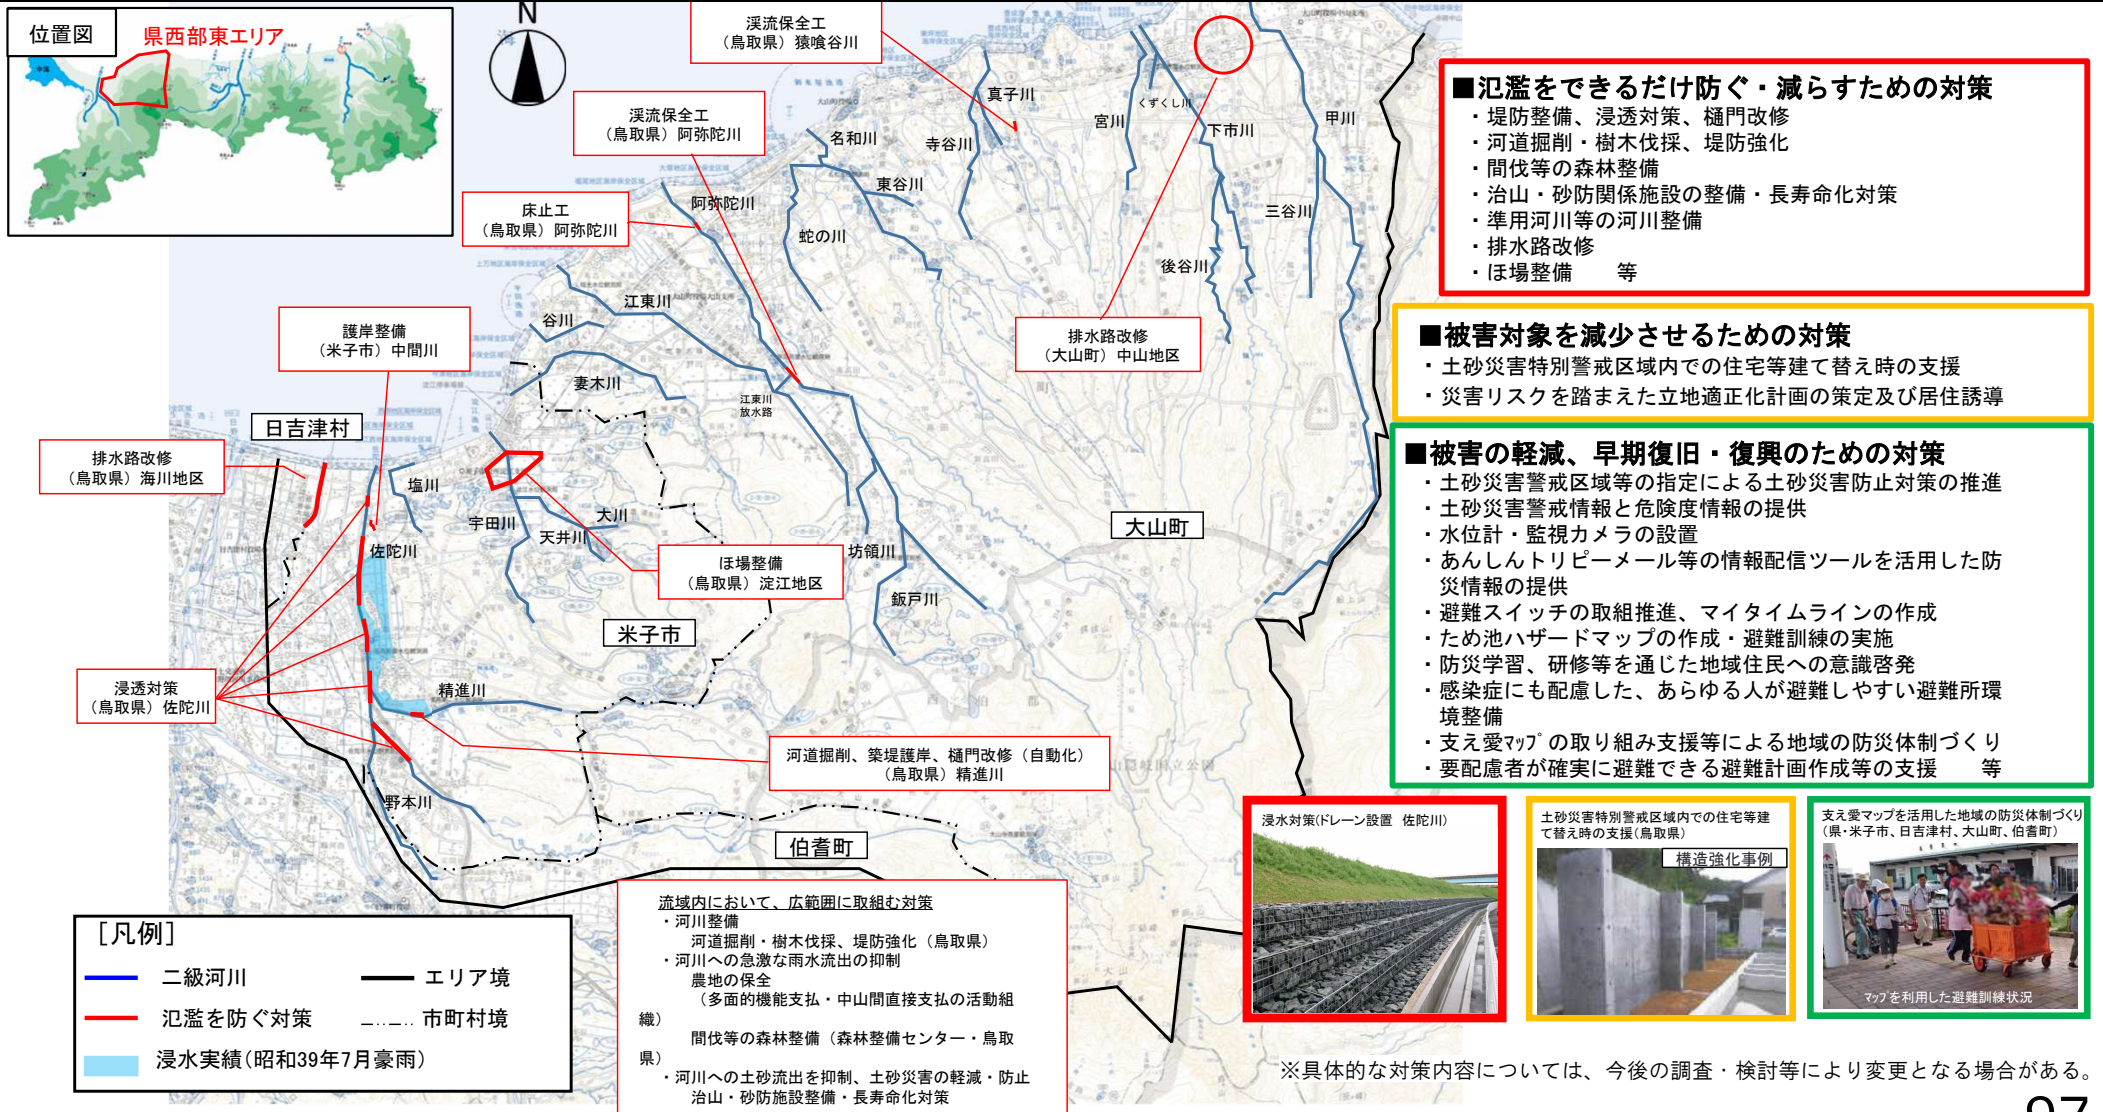 位置図
県西部東エリア
N
渓流保全工
（鳥取県）猿喰谷川
渓流保全工
（鳥取県）阿弥陀川
床止工
（鳥取県）阿弥陀川
護岸整備
（米子市）中間川
排水路改修
（鳥取県）海川地区
浸透対策
（鳥取県）佐陀川
排水路改修
（大山町）中山地区
ほ場整備
（鳥取県）淀江地区
河道掘削、築堤護岸、樋門改修（自動化）
（鳥取県）精進川
真子川
名和川
寺谷川
東谷川
宮川
くずくし川
下市川
甲川
三谷川
後谷川
阿弥陀川
蛇の川
江東川
谷川
妻木川
江東川
放水路
塩川
宇田川
天井川
大川
佐陀川
坊領川
飯戸川
精進川
野本川
日吉津村
米子市
大山町
伯耆町
■氾濫をできるだけ防ぐ・減らすための対策
・堤防整備、浸透対策、樋門改修
・河道掘削・樹木伐採、堤防強化
・間伐等の森林整備
・治山・砂防関係施設の整備・長寿命化対策
・準用河川等の河川整備
・排水路改修
・ほ場整備　　等
■被害対象を減少させるための対策
・土砂災害特別警戒区域内での住宅等建て替え時の支援
・災害リスクを踏まえた立地適正化計画の策定及び居住誘導
■被害の軽減、早期復旧・復興のための対策
・土砂災害警戒区域等の指定による土砂災害防止対策の推進
・土砂災害警戒情報と危険度情報の提供
・水位計・監視カメラの設置
・あんしんトリピーメール等の情報配信ツールを活用した防
災情報の提供
・避難スイッチの取組推進、マイタイムラインの作成
・ため池ハザードマップの作成・避難訓練の実施
・防災学習、研修等を通じた地域住民への意識啓発
・感染症にも配慮した、あらゆる人が避難しやすい避難所環
境整備
・支え愛ﾏｯﾌﾟの取り組み支援等による地域の防災体制づくり
・要配慮者が確実に避難できる避難計画作成等の支援　　等
浸水対策(ドレーン設置　佐陀川)
土砂災害特別警戒区域内での住宅等建
て替え時の支援(鳥取県)
構造強化事例
支え愛マップを活用した地域の防災体制づくり
(県・米子市、日吉津村、大山町、伯耆町)
ﾏｯﾌﾟを利用した避難訓練状況
流域内において、広範囲に取組む対策
・河川整備
河道掘削・樹木伐採、堤防強化（鳥取県）
・河川への急激な雨水流出の抑制
農地の保全
（多面的機能支払・中山間直接支払の活動組
織）
間伐等の森林整備（森林整備センター・鳥取
県）
・河川への土砂流出を抑制、土砂災害の軽減・防止
治山・砂防施設整備・長寿命化対策
［凡例］
二級河川
エリア境
氾濫を防ぐ対策
市町村境
浸水実績(昭和39年7月豪雨)
※具体的な対策内容については、今後の調査・検討等により変更となる場合がある。